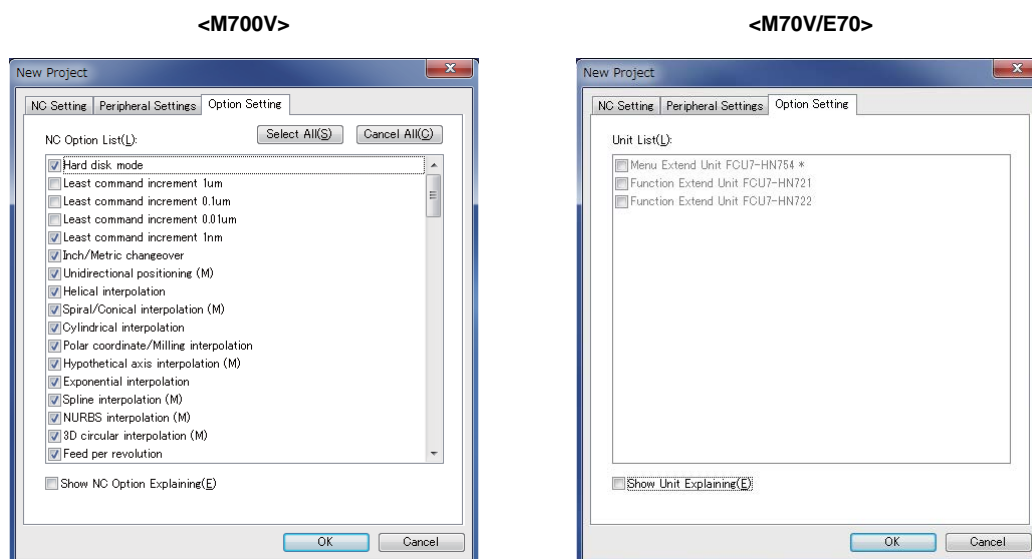 <M700V>
New Project
NC Setting Peripheral Settings Option Setting
NC Option List(L): Select All(S) Cancel All(C)
Hard disk mode
Least command increment 1um
Least command increment 0.1um
Least command increment 0.01um
Least command increment 1nm
Inch/Metric changeover
Unidirectional positioning (M)
Helical interpolation
Spiral/Conical interpolation (M)
Cylindrical interpolation
Polar coordinate/Milling interpolation
Hypothetical axis interpolation (M)
Exponential interpolation
Spline interpolation (M)
NURBS interpolation (M)
3D circular interpolation (M)
Feed per revolution
Show NC Option Explaining(E)
OK Cancel
<M70V/E70>
New Project
NC Setting Peripheral Settings Option Setting
Unit List(L):
Menu Extend Unit FCU7-HN754 *
Function Extend Unit FCU7-HN721
Function Extend Unit FCU7-HN722
Show Unit Explaining(E)
OK Cancel